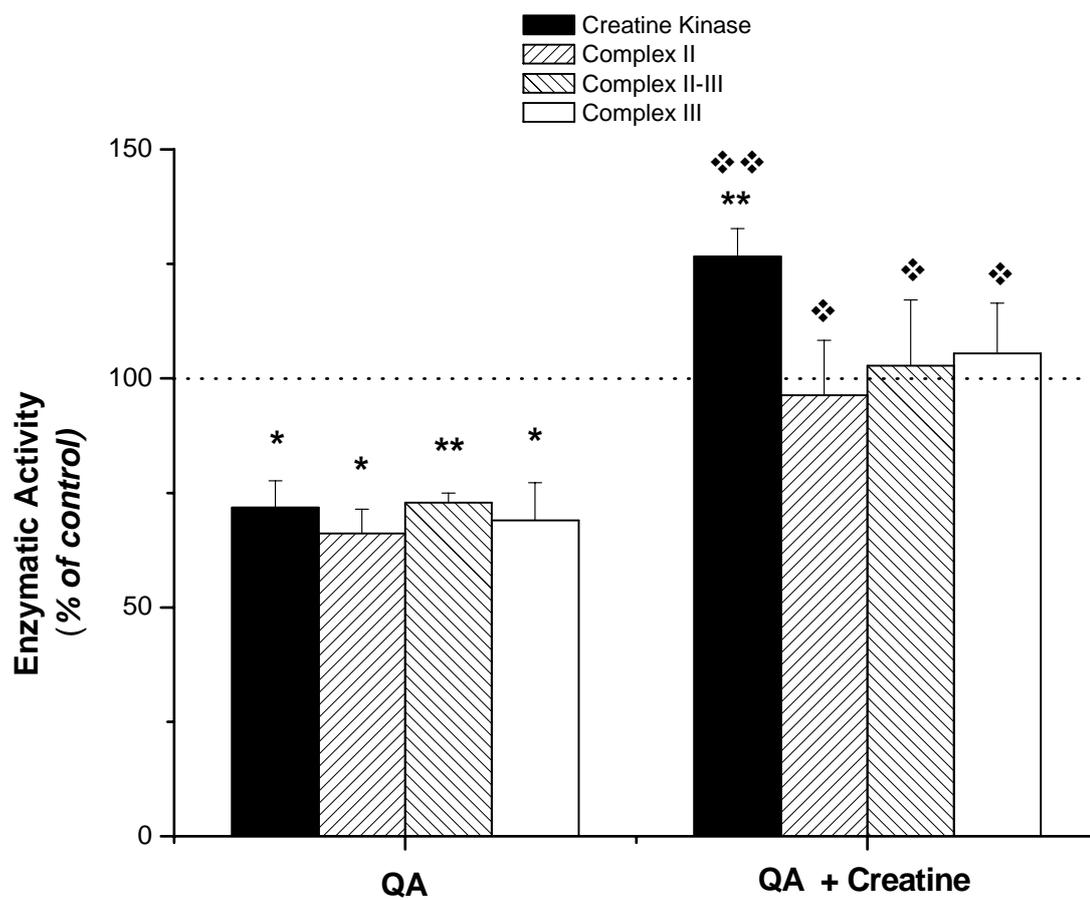 Creatine Kinase
Complex II
Complex II-III
Complex III
150
❖❖
**
❖
❖
❖
100
*
*
**
*
50
0
Enzymatic Activity
(% of control)
QA
QA + Creatine